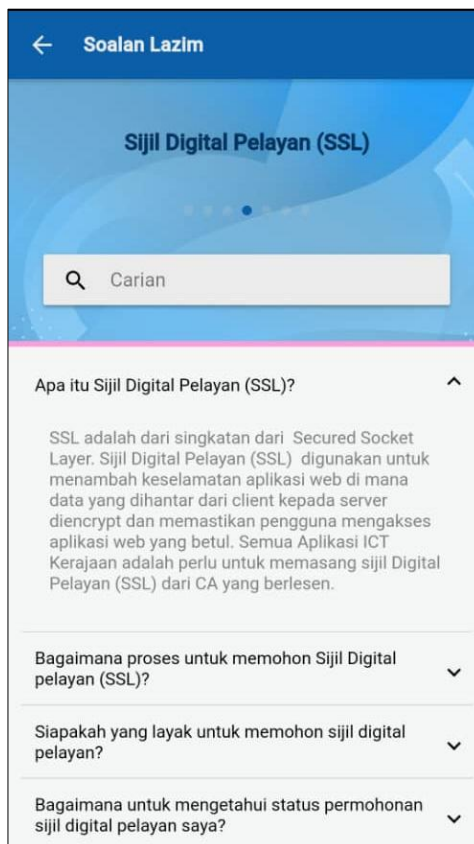 Soalan Lazim
Sijil Digital Pelayan (SSL)
Carian
Apa itu Sijil Digital Pelayan (SSL)?
SSL adalah dari singkatan dari  Secured Socket
Layer. Sijil Digital Pelayan (SSL)  digunakan untuk
menambah keselamatan aplikasi web di mana
data yang dihantar dari client kepada server
diencrypt dan memastikan pengguna mengakses
aplikasi web yang betul. Semua Aplikasi ICT
Kerajaan adalah perlu untuk memasang sijil Digital
Pelayan (SSL) dari CA yang berlesen.
Bagaimana proses untuk memohon Sijil Digital
pelayan (SSL)?
Siapakah yang layak untuk memohon sijil digital
pelayan?
Bagaimana untuk mengetahui status permohonan
sijil digital pelayan saya?